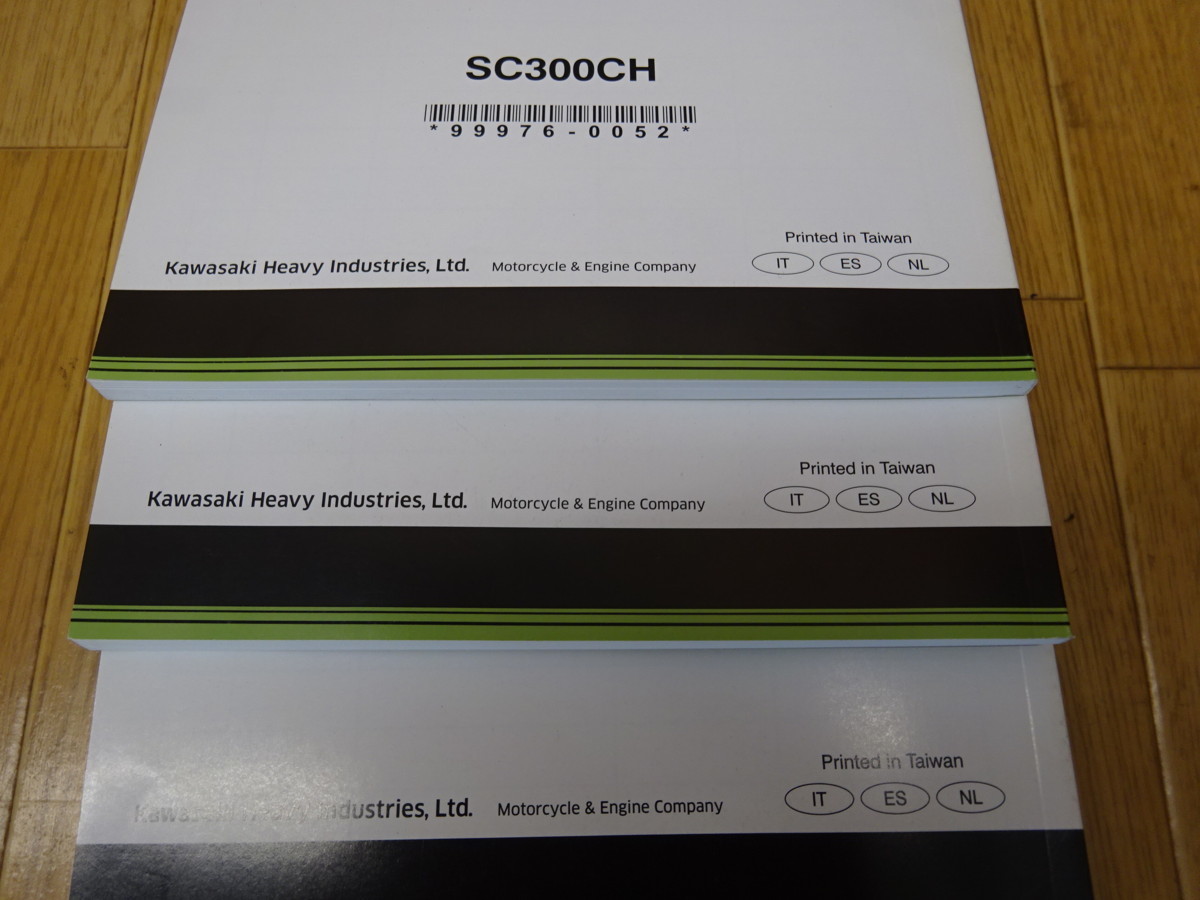 SC300CH
*99976-0052*
Printed in Taiwan
Kawasaki Heavy Industries, Ltd. Motorcycle & Engine Company IT ES NL
Printed in Taiwan
Kawasaki Heavy Industries, Ltd. Motorcycle & Engine Company IT ES NL
Printed in Taiwan
Kawasaki Heavy Industries, Ltd. Motorcycle & Engine Company IT ES NL